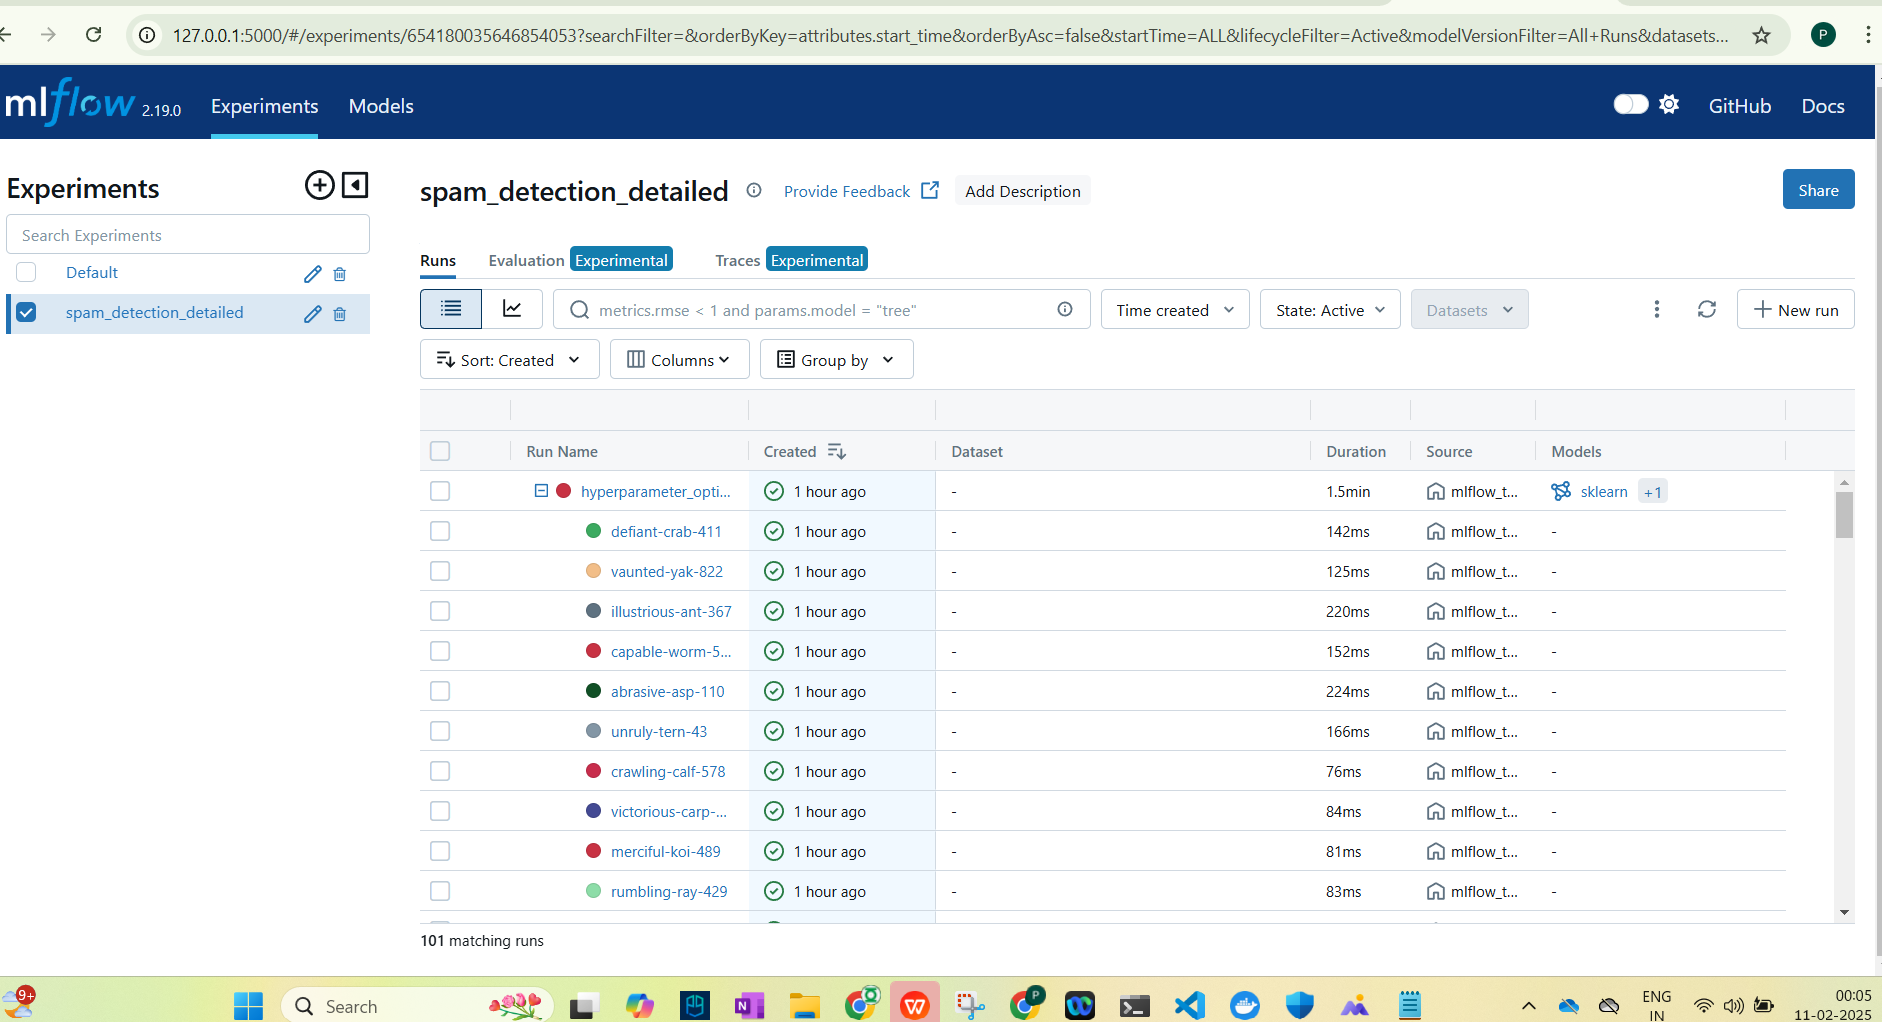 127.0.0.1:5000/#/experiments/654180035646854053?searchFilter=&orderByKey=attributes.start_time&orderByAsc=false&startTime=ALL&lifecycleFilter=Active&modelVersionFilter=All+Runs&datasets...
P
mlflow 2.19.0 Experiments Models GitHub Docs
Experiments
Search Experiments
Default
spam_detection_detailed
spam_detection_detailed Provide Feedback Add Description Share
Runs Evaluation Experimental Traces Experimental
metrics.rmse < 1 and params.model = "tree" Time created State: Active Datasets New run
Sort: Created Columns Group by
Run Name Created Dataset Duration Source Models
hyperparameter_opti... 1 hour ago - 1.5min mlflow_t... sklearn +1
defiant-crab-411 1 hour ago - 142ms mlflow_t... -
vaunted-yak-822 1 hour ago - 125ms mlflow_t... -
illustrious-ant-367 1 hour ago - 220ms mlflow_t... -
capable-worm-5... 1 hour ago - 152ms mlflow_t... -
abrasive-asp-110 1 hour ago - 224ms mlflow_t... -
unruly-tern-43 1 hour ago - 166ms mlflow_t... -
crawling-calf-578 1 hour ago - 76ms mlflow_t... -
victorious-carp-... 1 hour ago - 84ms mlflow_t... -
merciful-koi-489 1 hour ago - 81ms mlflow_t... -
rumbling-ray-429 1 hour ago - 83ms mlflow_t... -
101 matching runs
9+
Search
N
W
P
ENG
IN
00:05
11-02-2025